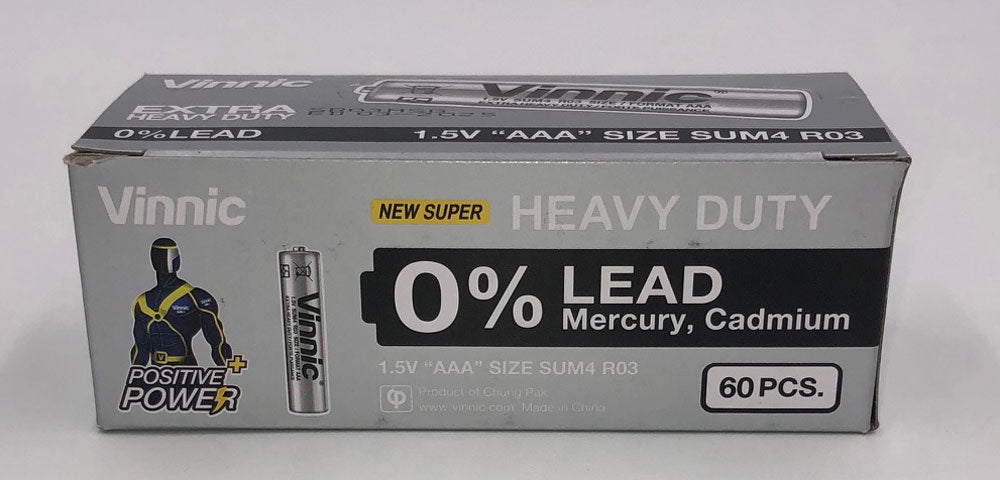 Vinnic
Vinnic
EXTRA
HEAVY DUTY
0% LEAD
1.5V "AAA" SIZE SUM4 R03
Vinnic
NEW SUPER
HEAVY DUTY
0% LEAD
Mercury, Cadmium
Vinnic
Vinnic
POSITIVE +
POWER
1.5V "AAA" SIZE SUM4 R03
Product of Chung Pak
www.vinnic.com Made in China
60 PCS.